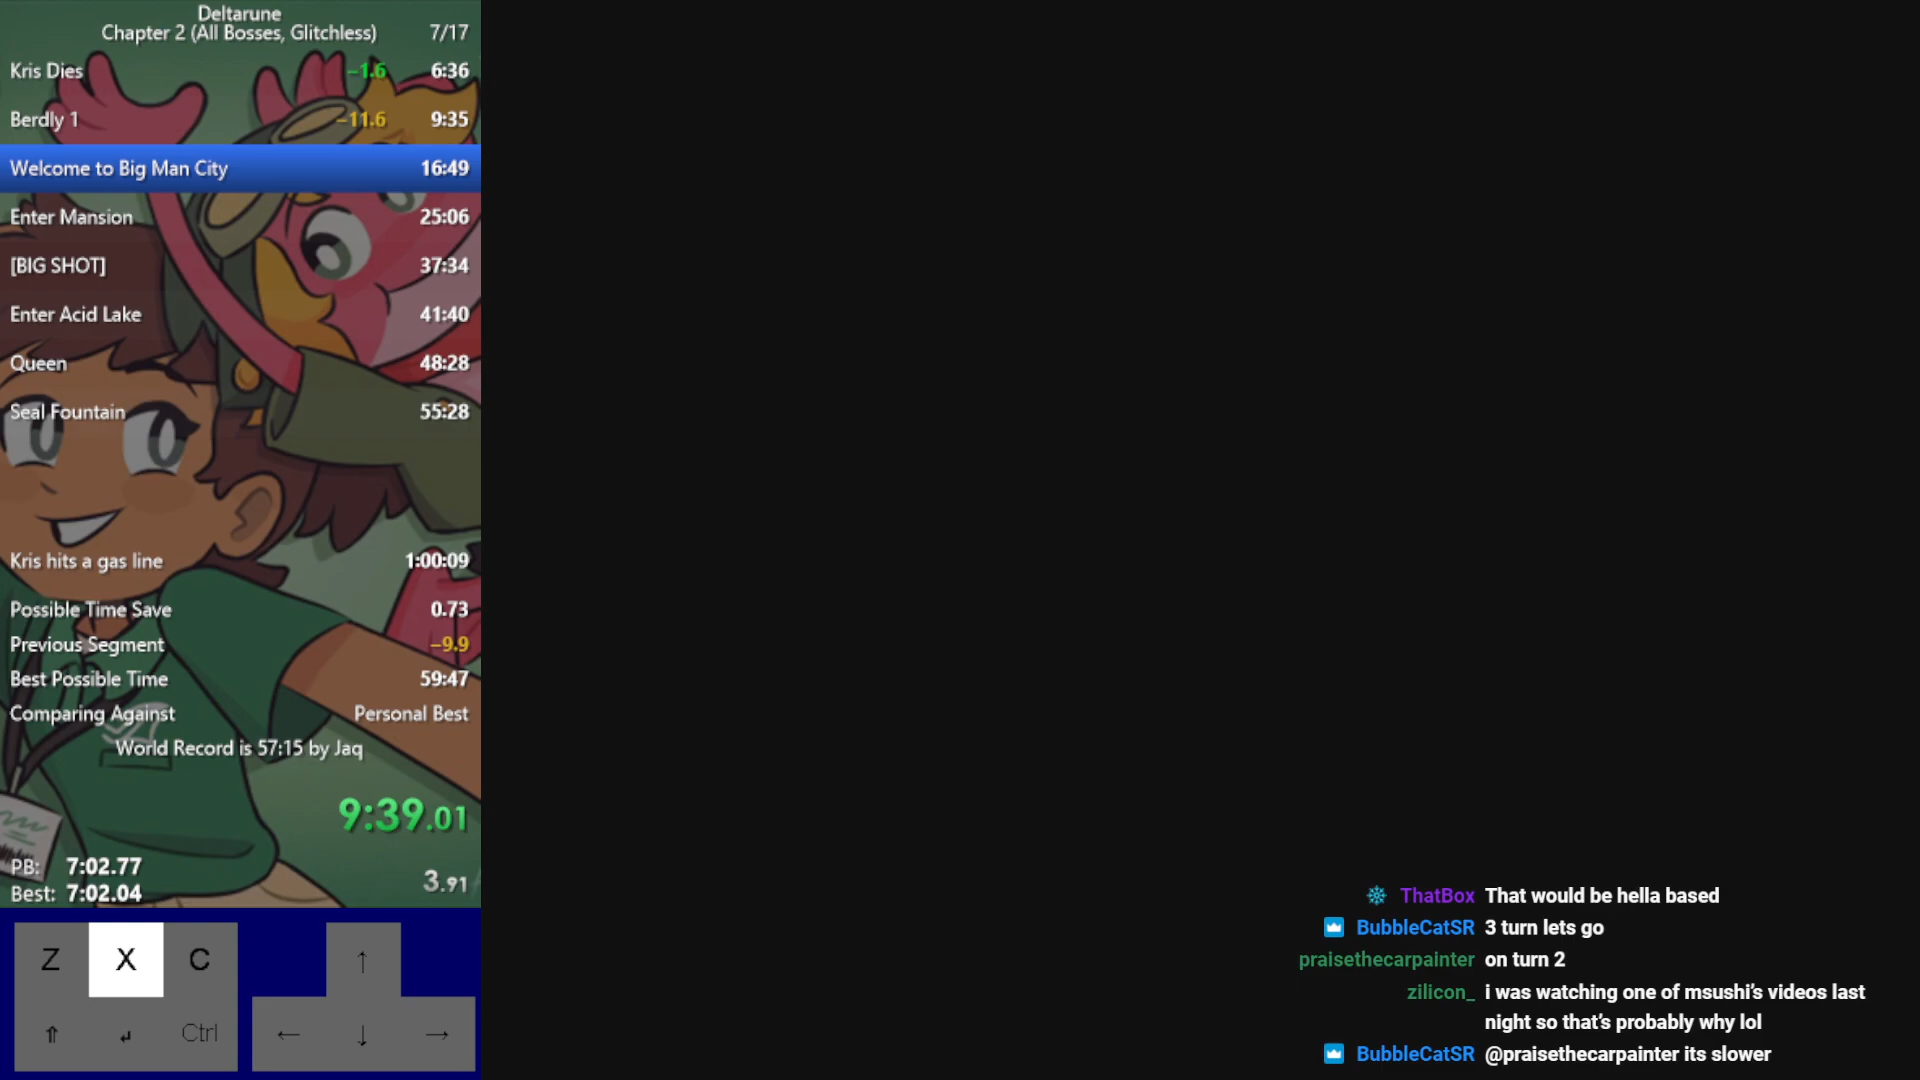 Deltarune
Chapter 2 (All Bosses, Glitchless) 7/17
Kris Dies −1.6 6:36
Berdly 1 −11.6 9:35
Welcome to Big Man City 16:49
Enter Mansion 25:06
[BIG SHOT] 37:34
Enter Acid Lake 41:40
Queen 48:28
Seal Fountain 55:28
Kris hits a gas line 1:00:09
Possible Time Save 0.73
Previous Segment −9.9
Best Possible Time 59:47
Comparing Against Personal Best
World Record is 57:15 by Jaq
9:39.01
PB: 7:02.77
Best: 7:02.04
3.91
Z X C ↑
⇑ ↵ Ctrl ← ↓ →
ThatBox That would be hella based
BubbleCatSR 3 turn lets go
praisethecarpainter on turn 2
zilicon_ i was watching one of msushi's videos last
night so that's probably why lol
BubbleCatSR @praisethecarpainter its slower